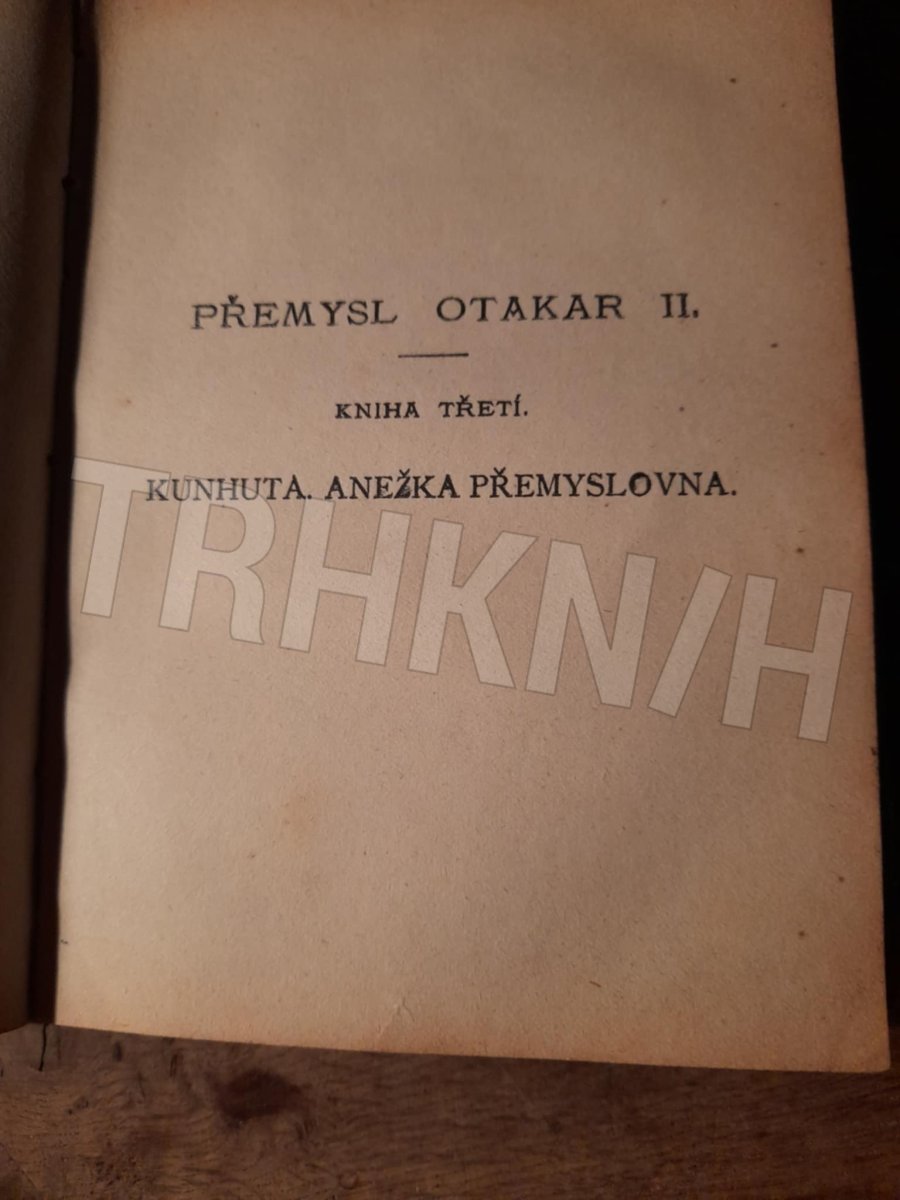 PŘEMYSL OTAKAR II.
KNIHA TŘETÍ.
KUNHUTA. ANEŽKA PŘEMYSLOVNA.
TRHKNIH